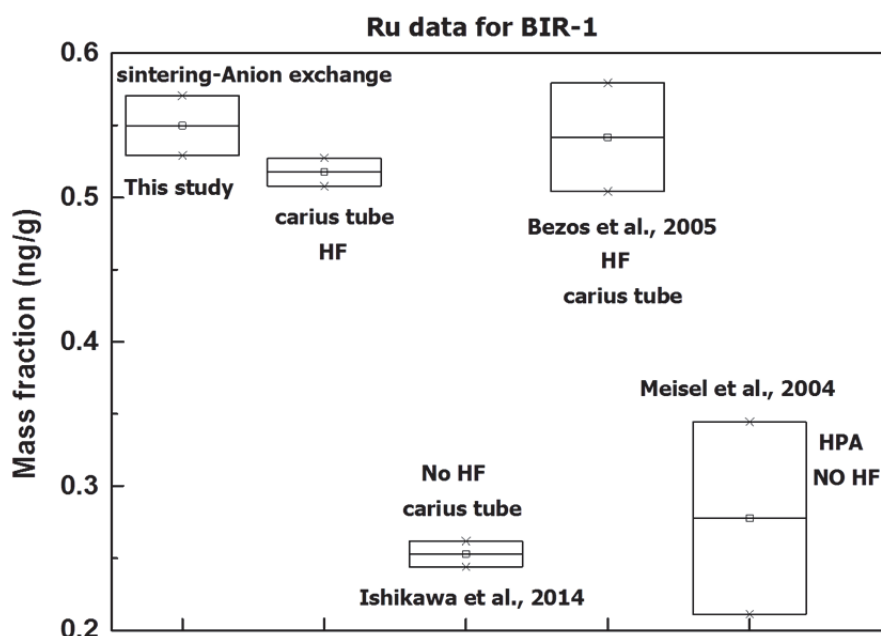 Ru data for BIR-1
0.6
0.5
0.4
0.3
0.2
Mass fraction (ng/g)
sintering-Anion exchange
This study
carius tube
HF
Bezos et al., 2005
HF
carius tube
Meisel et al., 2004
HPA
NO HF
No HF
carius tube
Ishikawa et al., 2014